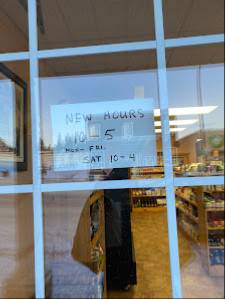 NEW HOURS
10 - 5
MON - FRI.
SAT 10-4